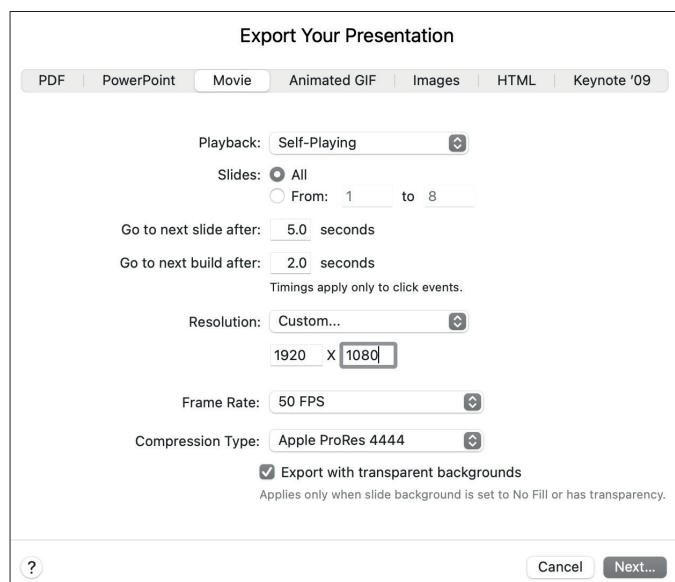 Export Your Presentation
PDF PowerPoint Movie Animated GIF Images HTML Keynote '09
Playback: Self-Playing
Slides: All
From: 1 to 8
Go to next slide after: 5.0 seconds
Go to next build after: 2.0 seconds
Timings apply only to click events.
Resolution: Custom...
1920 X 1080
Frame Rate: 50 FPS
Compression Type: Apple ProRes 4444
Export with transparent backgrounds
Applies only when slide background is set to No Fill or has transparency.
? Cancel Next...